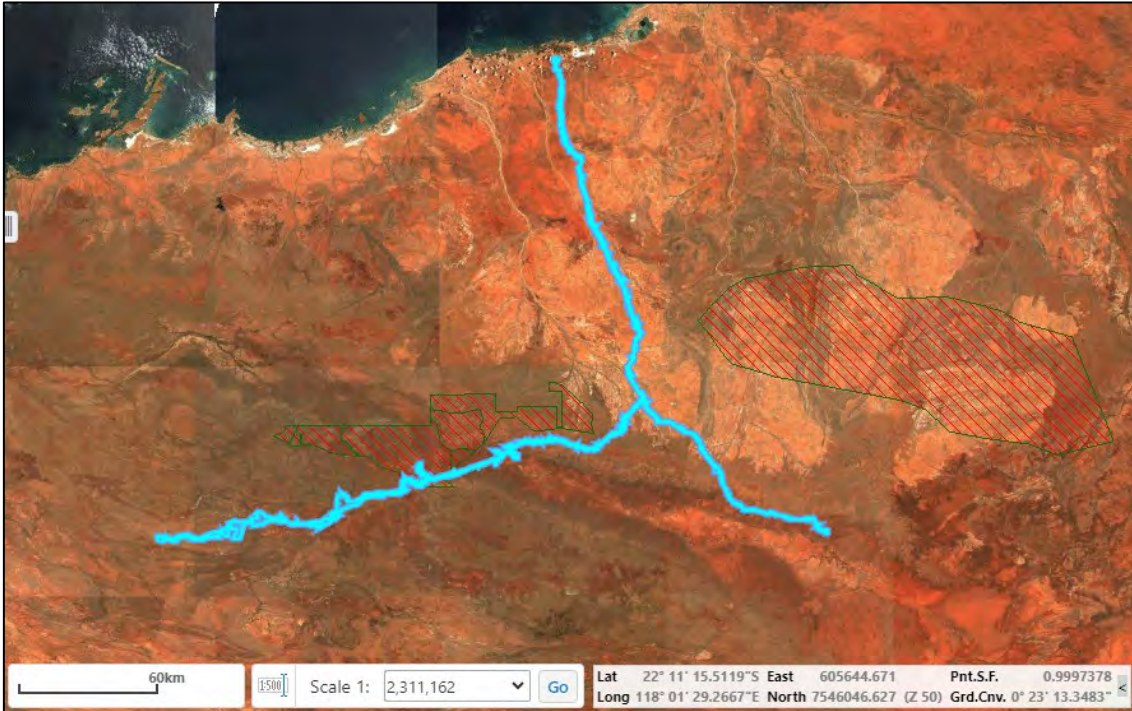 60km
1:500
Scale 1: 2,311,162 Go
Lat 22° 11' 15.5119"S East 605644.671 Pnt.S.F. 0.9997378
Long 118° 01' 29.2667"E North 7546046.627 (Z 50) Grd.Cnv. 0° 23' 13.3483"
<